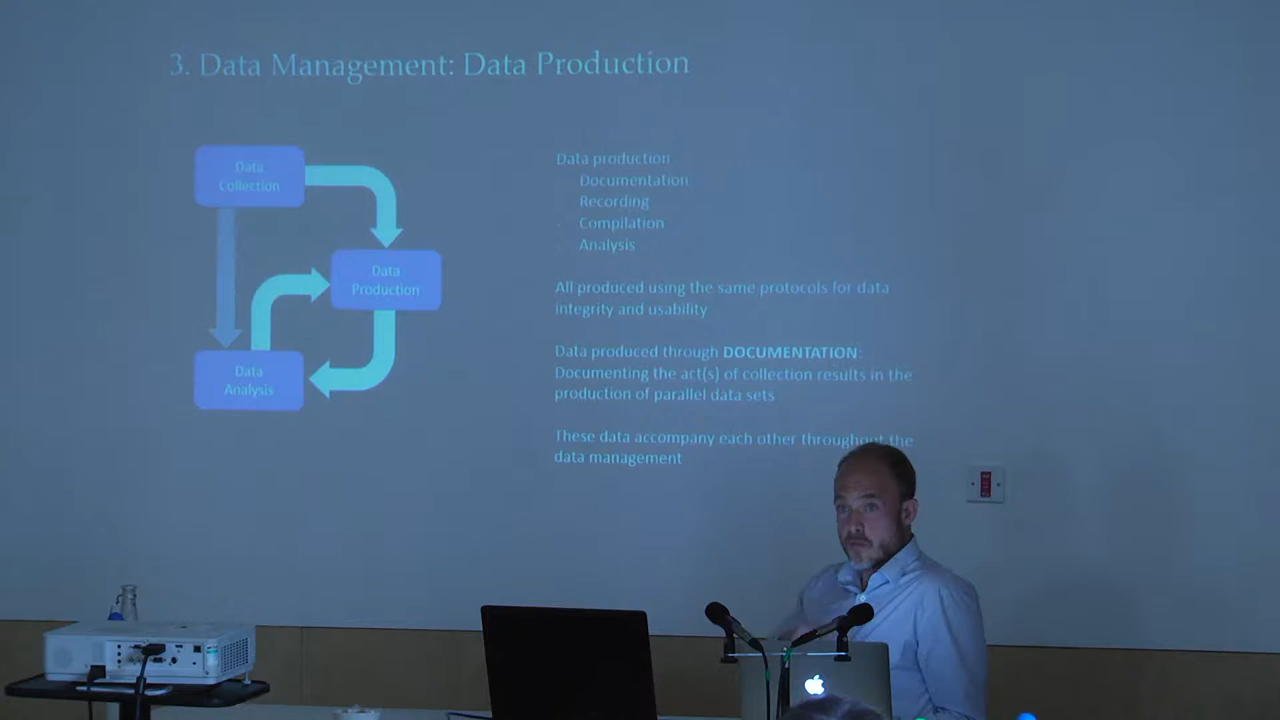 3. Data Management: Data Production
Data
Collection
Data
Production
Data
Analysis
Data production
Documentation
Recording
Compilation
Analysis
All produced using the same protocols for data
integrity and usability
Data produced through DOCUMENTATION:
Documenting the act(s) of collection results in the
production of parallel data sets
These data accompany each other throughout the
data management